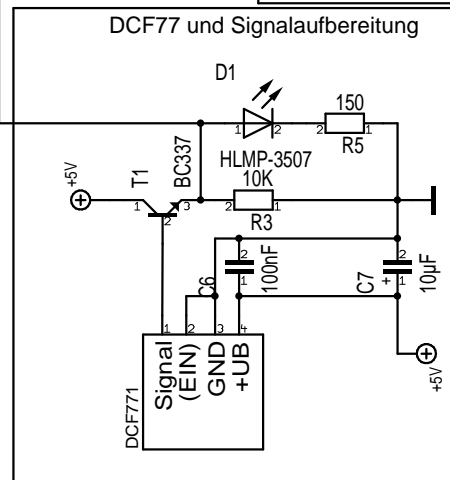 DCF77 und Signalaufbereitung
D1
150
1
2
2
1
R5
HLMP-3507
+5V
T1
BC337
10K
1
3
2
2
1
R3
C6
2
1
100nF
C7
2
1
+
10µF
DCF771
1
2
3
4
Signal
(EIN)
GND
+UB
+5V